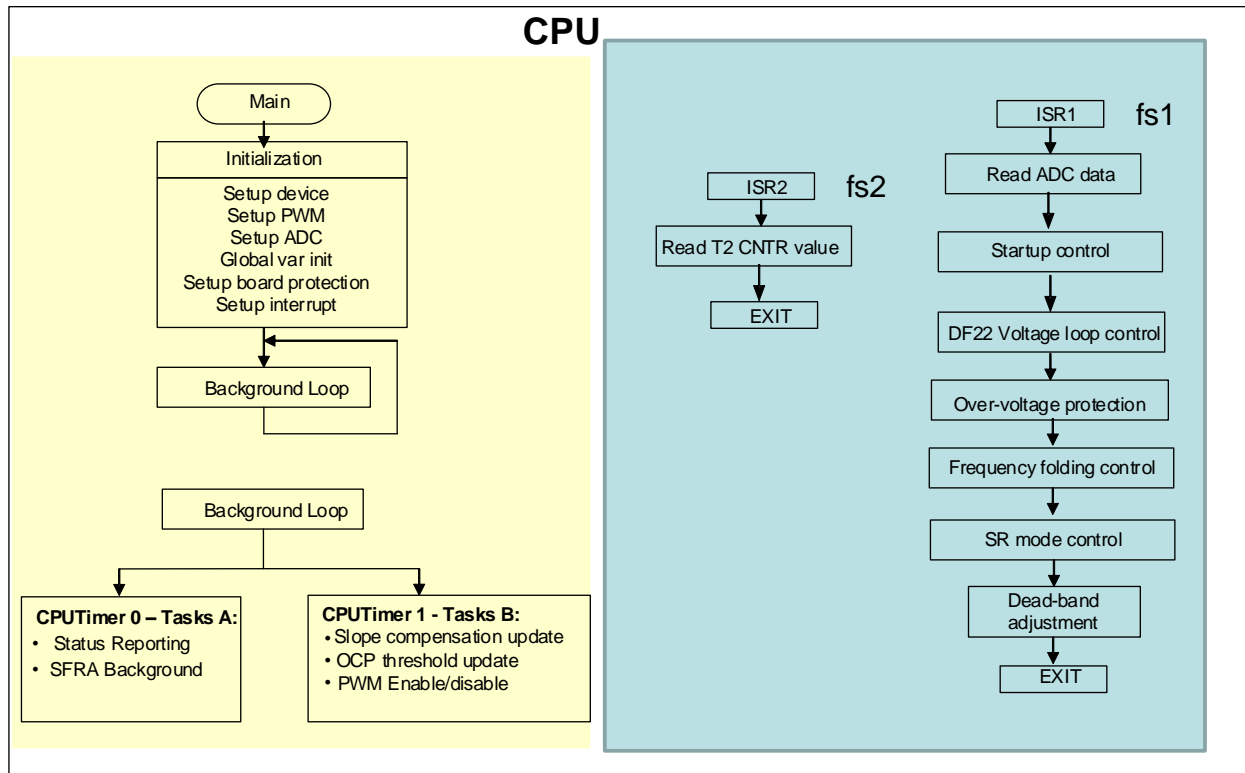 CPU
Main
Initialization
Setup device
Setup PWM
Setup ADC
Global var init
Setup board protection
Setup interrupt
Background Loop
Background Loop
CPUTimer 0 – Tasks A:
• Status Reporting
• SFRA Background
CPUTimer 1 - Tasks B:
• Slope compensation update
• OCP threshold update
• PWM Enable/disable
ISR2
fs2
Read T2 CNTR value
EXIT
ISR1
fs1
Read ADC data
Startup control
DF22 Voltage loop control
Over-voltage protection
Frequency folding control
SR mode control
Dead-band
adjustment
EXIT